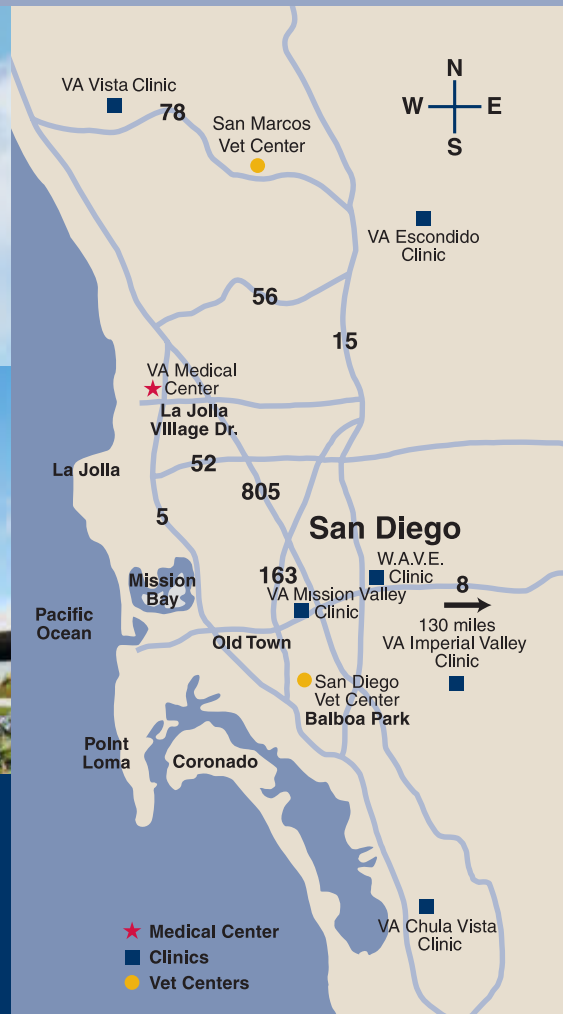 N
W E
S
VA Vista Clinic
78
San Marcos
Vet Center
VA Escondido
Clinic
56
15
VA Medical
Center
La Jolla
Village Dr.
La Jolla
52
805
5
San Diego
W.A.V.E.
Clinic
163
8
Mission
Bay
VA Mission Valley
Clinic
Pacific
Ocean
130 miles
VA Imperial Valley
Clinic
Old Town
San Diego
Vet Center
Balboa Park
Point
Loma
Coronado
VA Chula Vista
Clinic
Medical Center
Clinics
Vet Centers